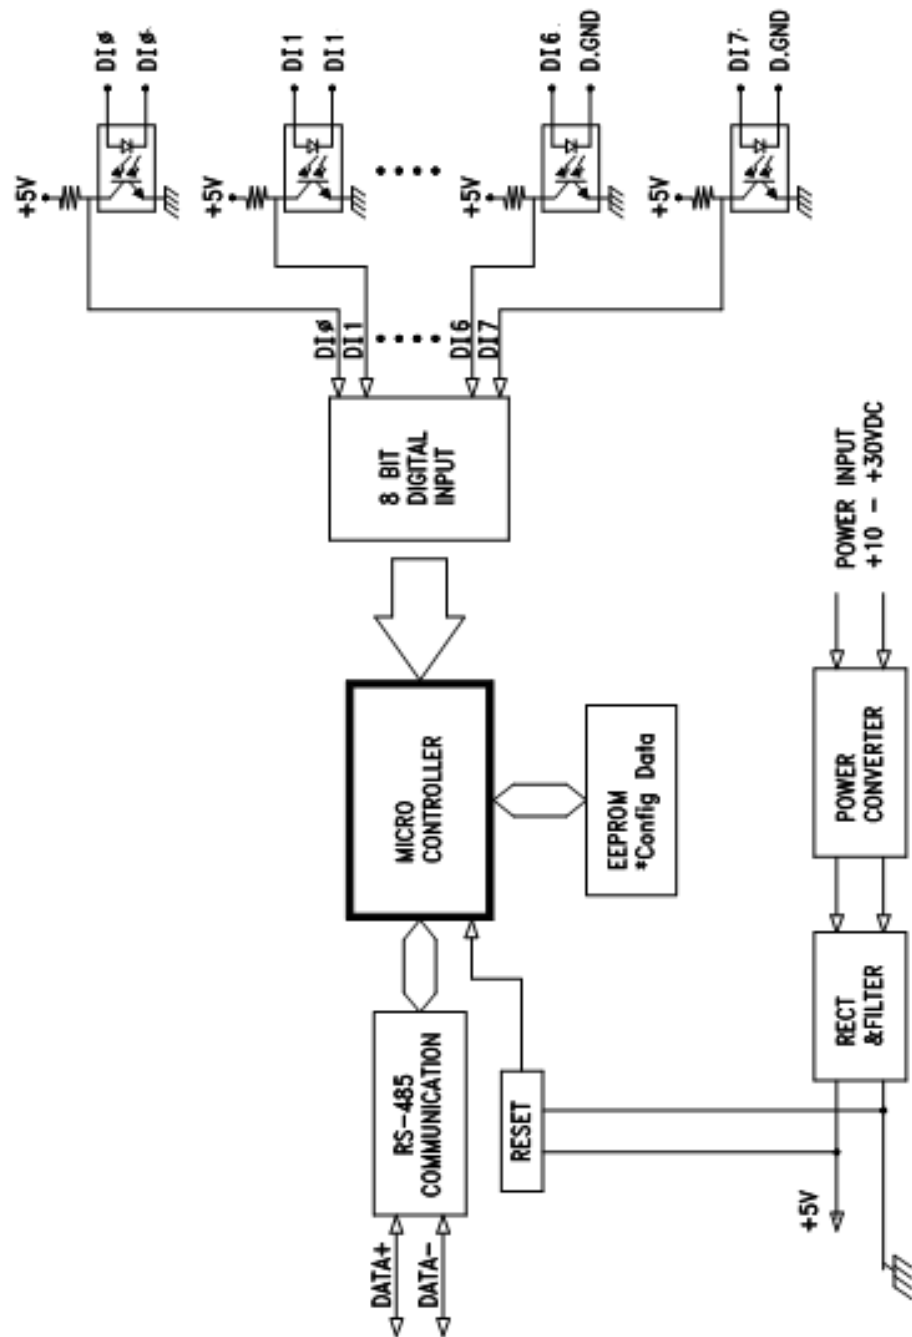 DATA+
DATA-
RS-485
COMMUNICATION
MICRO
CONTROLLER
8 BIT
DIGITAL
INPUT
DIø
DI1
DI6
DI7
+5V
DIø
DIø
+5V
DI1
DI1
+5V
DI6
D.GND
+5V
DI7
D.GND
RESET
EEPROM
*Config Data
+5V
RECT
&FILTER
POWER
CONVERTER
POWER INPUT
+10 - +30VDC